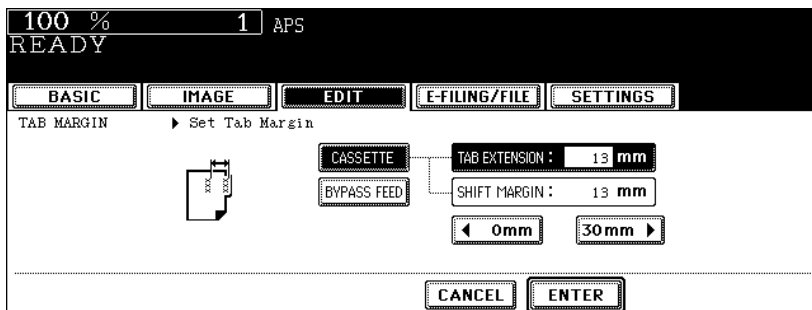 100 % 1 APS
READY
BASIC IMAGE EDIT E-FILING/FILE SETTINGS
TAB MARGIN ▶ Set Tab Margin
CASSETTE TAB EXTENSION : 13 mm
BYPASS FEED SHIFT MARGIN : 13 mm
◀ 0mm 30mm ▶
CANCEL ENTER